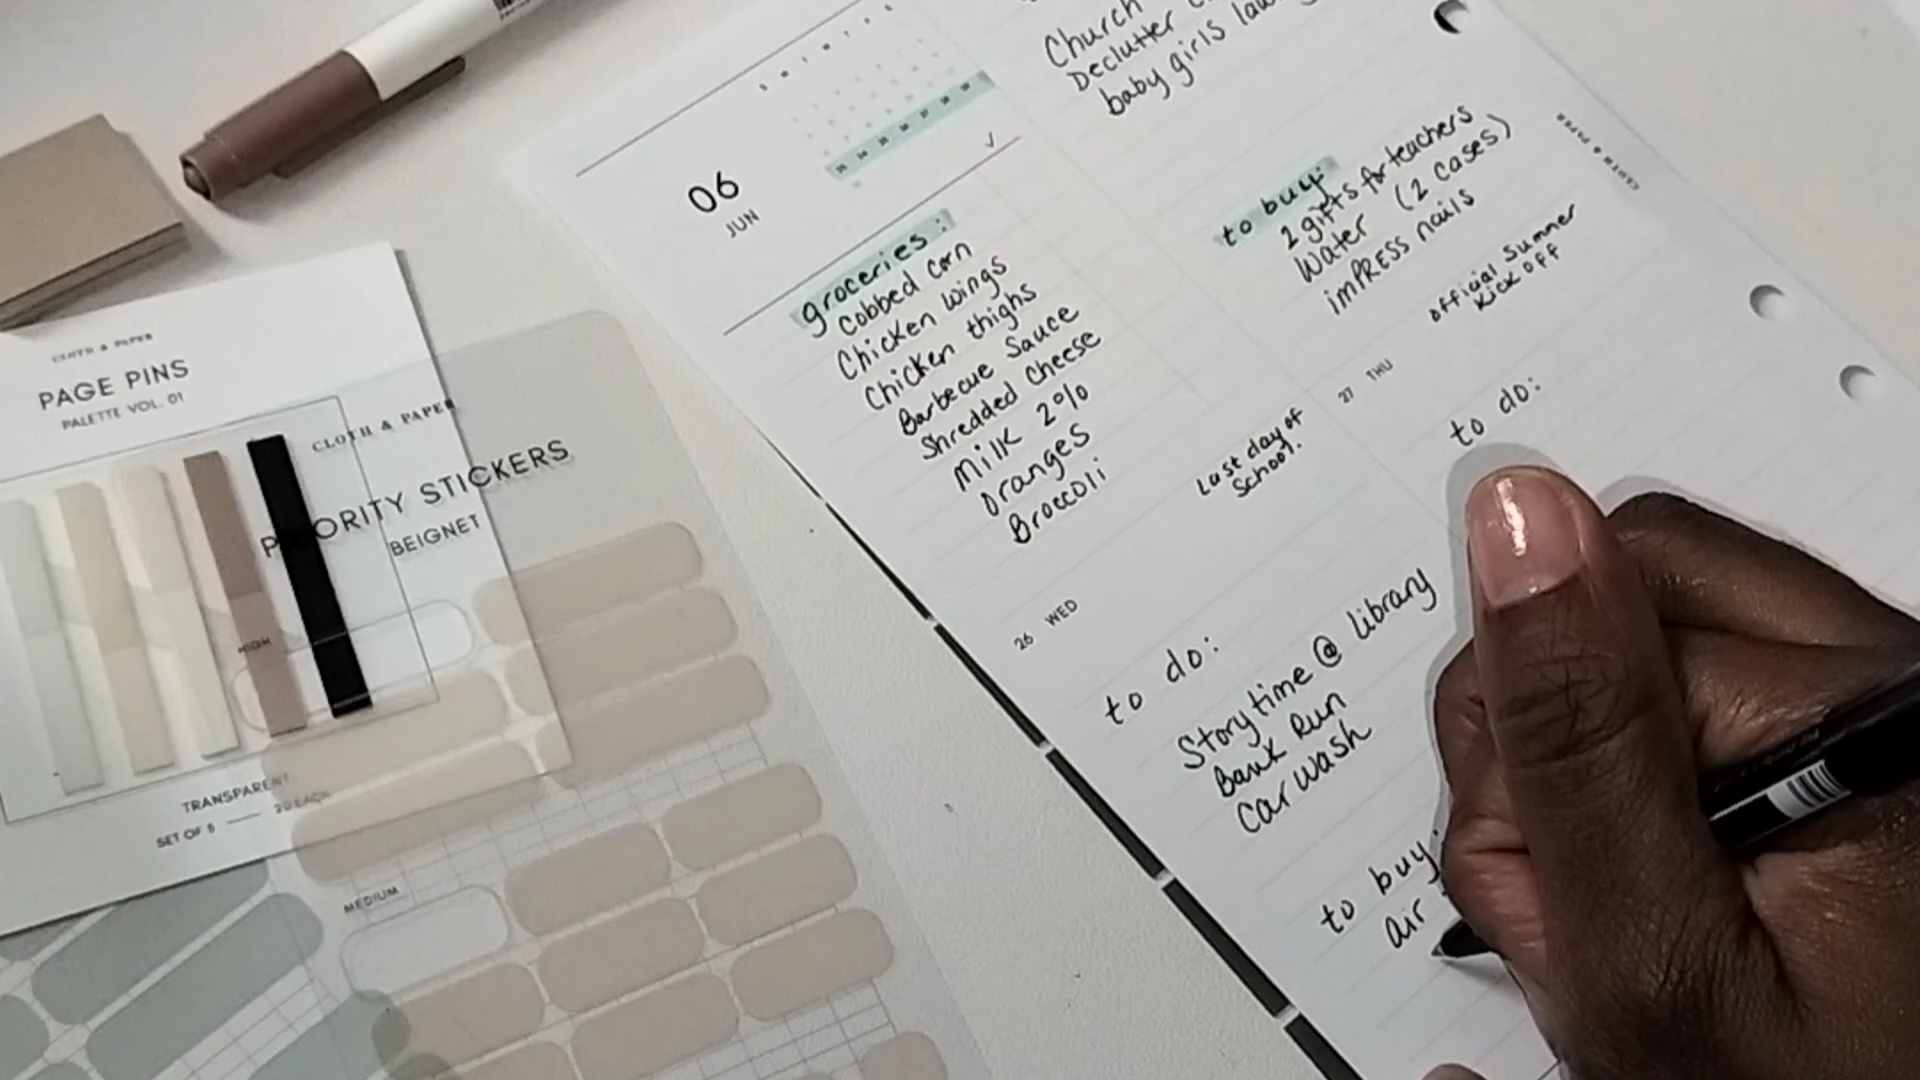 Church
Declutter
baby girls
06
JUN
groceries:
cobbed corn
Chicken wings
Chicken thighs
Barbecue Sauce
Shredded Cheese
milk 2%
Oranges
Broccoli
to buy:
2 gifts for teachers
Water (2 cases)
imPRESS nails
CLOTH & PAPER
Last day of
School.
official Summer
Kick off
26 WED
to do:
Storytime @ library
Bank Run
Car wash
to buy:
air
27 THU
to do:
CLOTH & PAPER
PAGE PINS
PALETTE VOL. 01
TRANSPARENT
SET OF 5 — 20 EACH
CLOTH & PAPER
PRIORITY STICKERS
BEIGNET
HIGH
MEDIUM